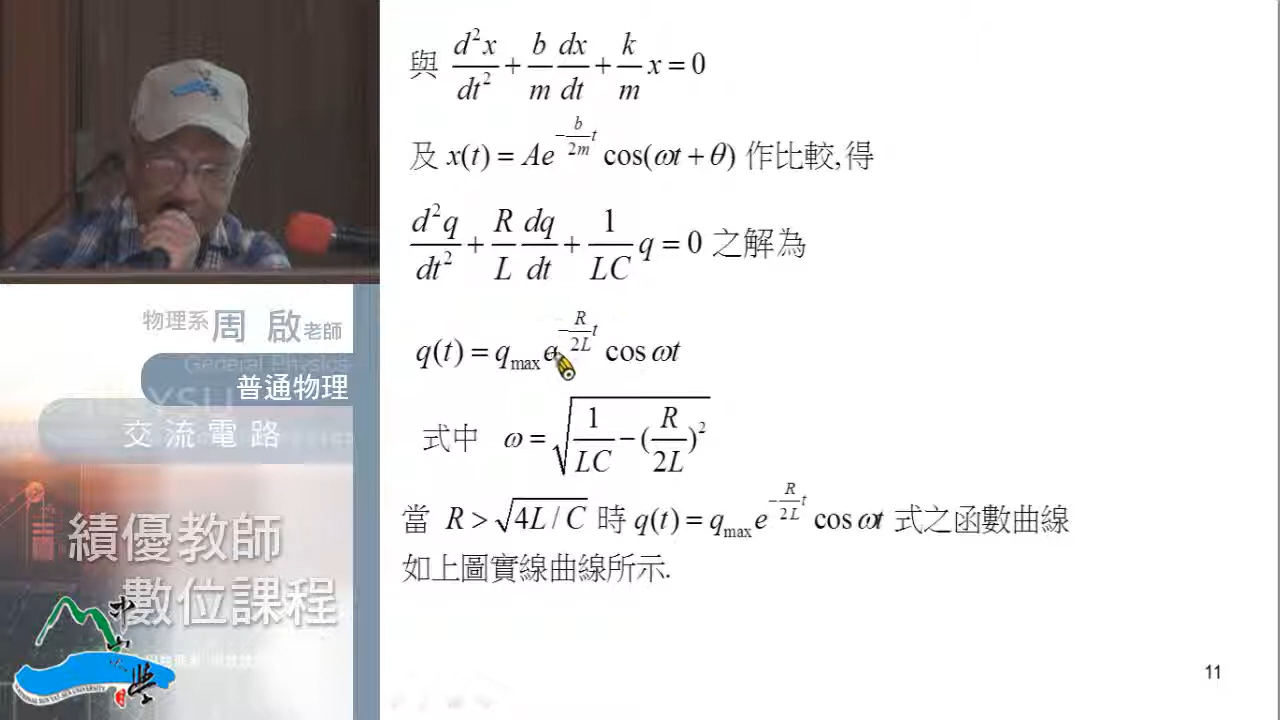 與 d²x/dt² + b/m dx/dt + k/m x = 0
及 x(t) = Ae^(-b/2m t) cos(ωt + θ) 作比較,得
d²q/dt² + R/L dq/dt + 1/LC q = 0 之解為
q(t) = q_max e^(-R/2L t) cos ωt
式中 ω = √(1/LC − (R/2L)²)
當 R > √(4L / C) 時 q(t) = q_max e^(-R/2L t) cos ωt 式之函數曲線
如上圖實線曲線所示.
11
物理系 周 啟 老師
General Physics
普通物理
交流電路
績優教師
數位課程